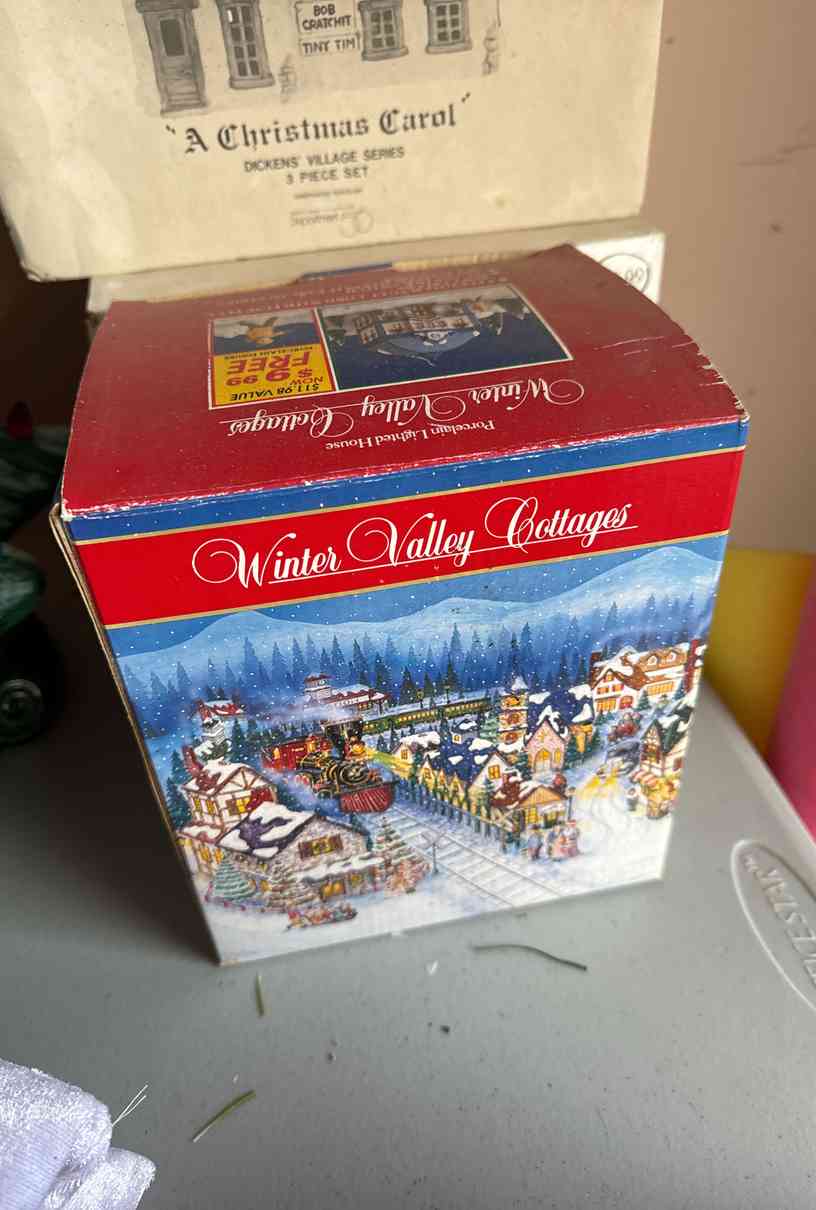 BOB
CRATCHIT
TINY TIM
"A Christmas Carol"
DICKENS' VILLAGE SERIES
3 PIECE SET
Porcelain Lighted House
Winter Valley Cottages
$11.98 VALUE
NOW
$9.99
FREE
Winter Valley Cottages